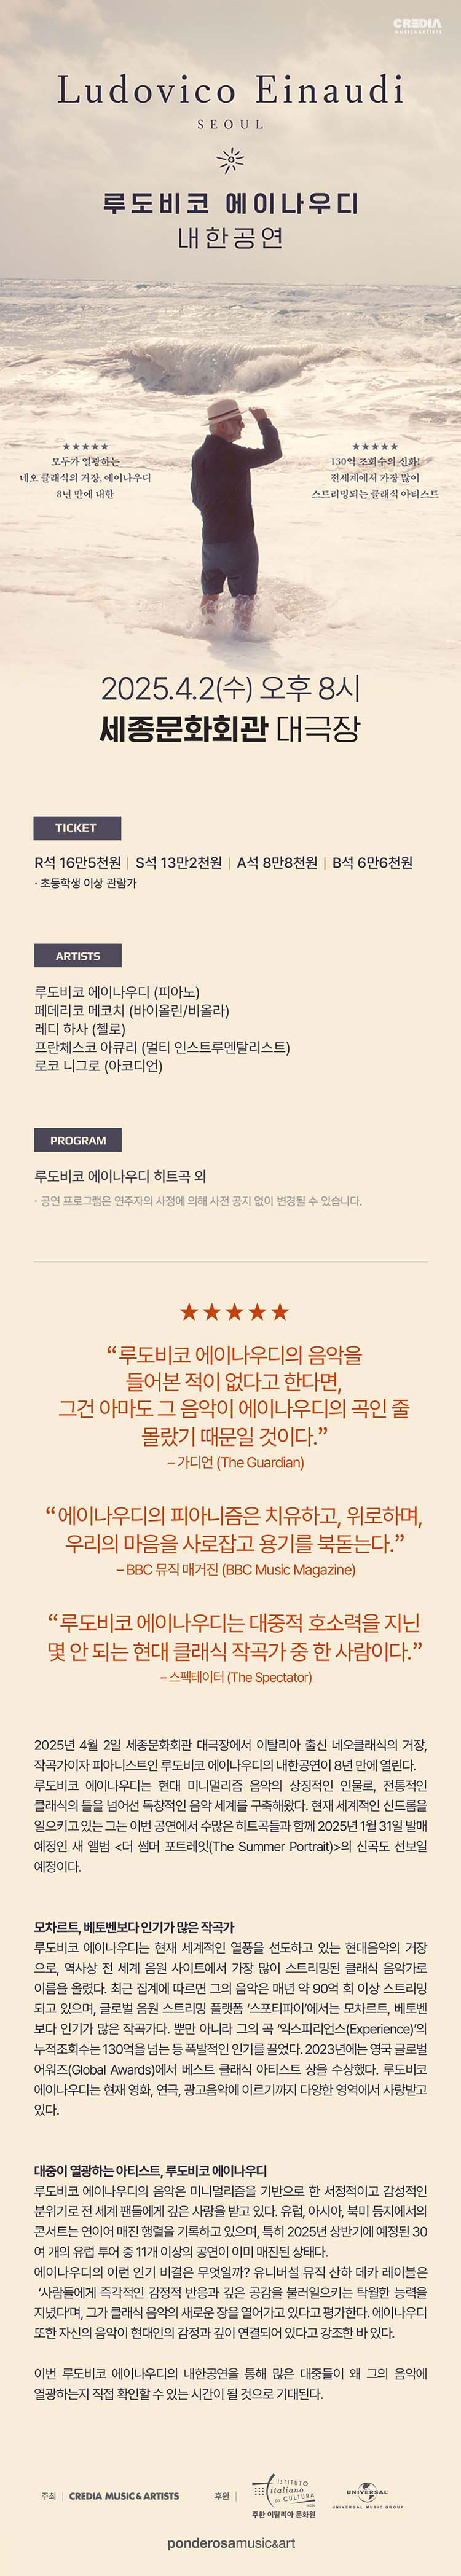 CREDIA
MUSIC&ARTISTS
Ludovico Einaudi
SEOUL
루도비코 에이나우디
내한공연
★★★★★
모두가 열광하는
네오 클래식의 거장, 에이나우디
8년 만에 내한
★★★★★
130억 조회수의 신화!
전세계에서 가장 많이
스트리밍되는 클래식 아티스트
2025.4.2(수) 오후 8시
세종문화회관 대극장
TICKET
R석 16만5천원 | S석 13만2천원 | A석 8만8천원 | B석 6만6천원
· 초등학생 이상 관람가
ARTISTS
루도비코 에이나우디 (피아노)
페데리코 메코치 (바이올린/비올라)
레디 하사 (첼로)
프란체스코 아큐리 (멀티 인스트루멘탈리스트)
로코 니그로 (아코디언)
PROGRAM
루도비코 에이나우디 히트곡 외
· 공연 프로그램은 연주자의 사정에 의해 사전 공지 없이 변경될 수 있습니다.
★★★★★
“루도비코 에이나우디의 음악을
들어본 적이 없다고 한다면,
그건 아마도 그 음악이 에이나우디의 곡인 줄
몰랐기 때문일 것이다.”
– 가디언 (The Guardian)
“에이나우디의 피아니즘은 치유하고, 위로하며,
우리의 마음을 사로잡고 용기를 북돋는다.”
– BBC 뮤직 매거진 (BBC Music Magazine)
“루도비코 에이나우디는 대중적 호소력을 지닌
몇 안 되는 현대 클래식 작곡가 중 한 사람이다.”
– 스펙테이터 (The Spectator)
2025년 4월 2일 세종문화회관 대극장에서 이탈리아 출신 네오클래식의 거장,
작곡가이자 피아니스트인 루도비코 에이나우디의 내한공연이 8년 만에 열린다.
루도비코 에이나우디는 현대 미니멀리즘 음악의 상징적인 인물로, 전통적인
클래식의 틀을 넘어선 독창적인 음악 세계를 구축해왔다. 현재 세계적인 신드롬을
일으키고 있는 그는 이번 공연에서 수많은 히트곡들과 함께 2025년 1월 31일 발매
예정인 새 앨범 <더 썸머 포트레잇(The Summer Portrait)>의 신곡도 선보일
예정이다.
모차르트, 베토벤보다 인기가 많은 작곡가
루도비코 에이나우디는 현재 세계적인 열풍을 선도하고 있는 현대음악의 거장
으로, 역사상 전 세계 음원 사이트에서 가장 많이 스트리밍된 클래식 음악가로
이름을 올렸다. 최근 집계에 따르면 그의 음악은 매년 약 90억 회 이상 스트리밍
되고 있으며, 글로벌 음원 스트리밍 플랫폼 ‘스포티파이’에서는 모차르트, 베토벤
보다 인기가 많은 작곡가다. 뿐만 아니라 그의 곡 ‘익스피리언스(Experience)’의
누적조회수는 130억을 넘는 등 폭발적인 인기를 끌었다. 2023년에는 영국 글로벌
어워즈(Global Awards)에서 베스트 클래식 아티스트 상을 수상했다. 루도비코
에이나우디는 현재 영화, 연극, 광고음악에 이르기까지 다양한 영역에서 사랑받고
있다.
대중이 열광하는 아티스트, 루도비코 에이나우디
루도비코 에이나우디의 음악은 미니멀리즘을 기반으로 한 서정적이고 감성적인
분위기로 전 세계 팬들에게 깊은 사랑을 받고 있다. 유럽, 아시아, 북미 등지에서의
콘서트는 연이어 매진 행렬을 기록하고 있으며, 특히 2025년 상반기에 예정된 30
여 개의 유럽 투어 중 11개 이상의 공연이 이미 매진된 상태다.
에이나우디의 이런 인기 비결은 무엇일까? 유니버설 뮤직 산하 데카 레이블은
‘사람들에게 즉각적인 감정적 반응과 깊은 공감을 불러일으키는 탁월한 능력을
지녔다’며, 그가 클래식 음악의 새로운 장을 열어가고 있다고 평가한다. 에이나우디
또한 자신의 음악이 현대인의 감정과 깊이 연결되어 있다고 강조한 바 있다.
이번 루도비코 에이나우디의 내한공연을 통해 많은 대중들이 왜 그의 음악에
열광하는지 직접 확인할 수 있는 시간이 될 것으로 기대된다.
주최 | CREDIA MUSIC & ARTISTS
후원 |
ISTITUTO
italiano
DI CULTURA
주한 이탈리아 문화원
UNIVERSAL
UNIVERSAL MUSIC GROUP
ponderosamusic&art